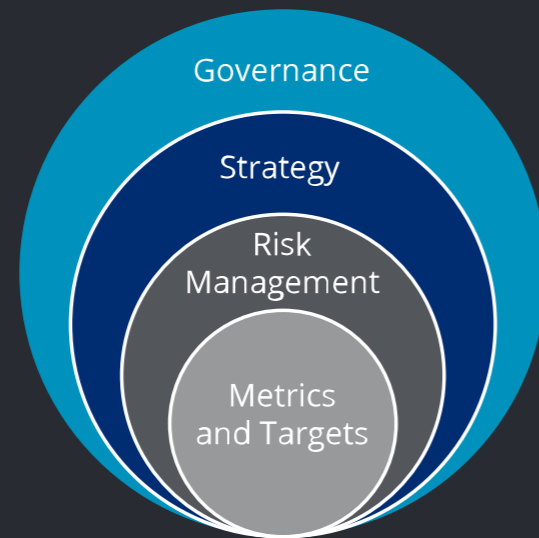 Governance
Strategy
Risk
Management
Metrics
and Targets